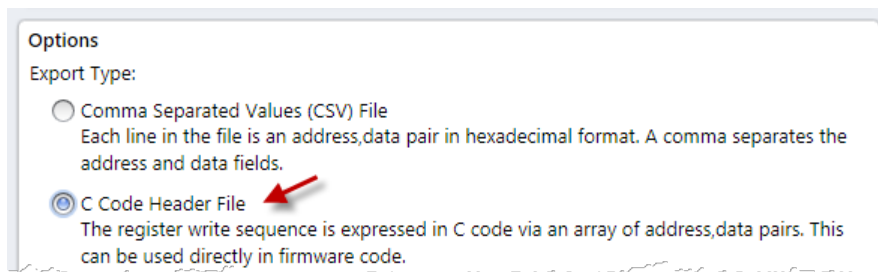 Options
Export Type:
Comma Separated Values (CSV) File
Each line in the file is an address,data pair in hexadecimal format. A comma separates the
address and data fields.
C Code Header File
The register write sequence is expressed in C code via an array of address,data pairs. This
can be used directly in firmware code.